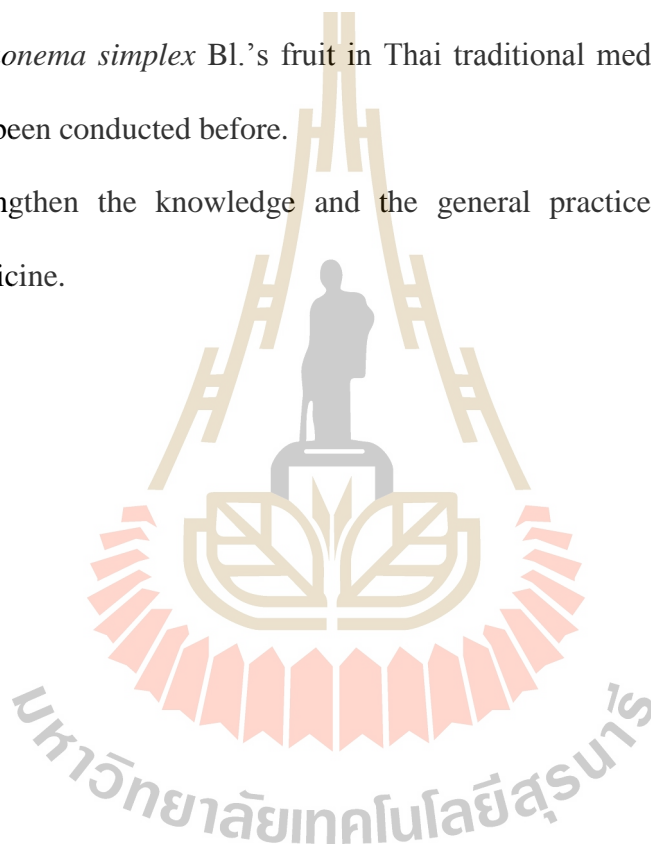 onema simplex Bl.'s fruit in Thai traditional med
been conducted before.
ngthen the knowledge and the general practice
icine.
มหาวิทยาลัยเทคโนโลยีสุรนารี